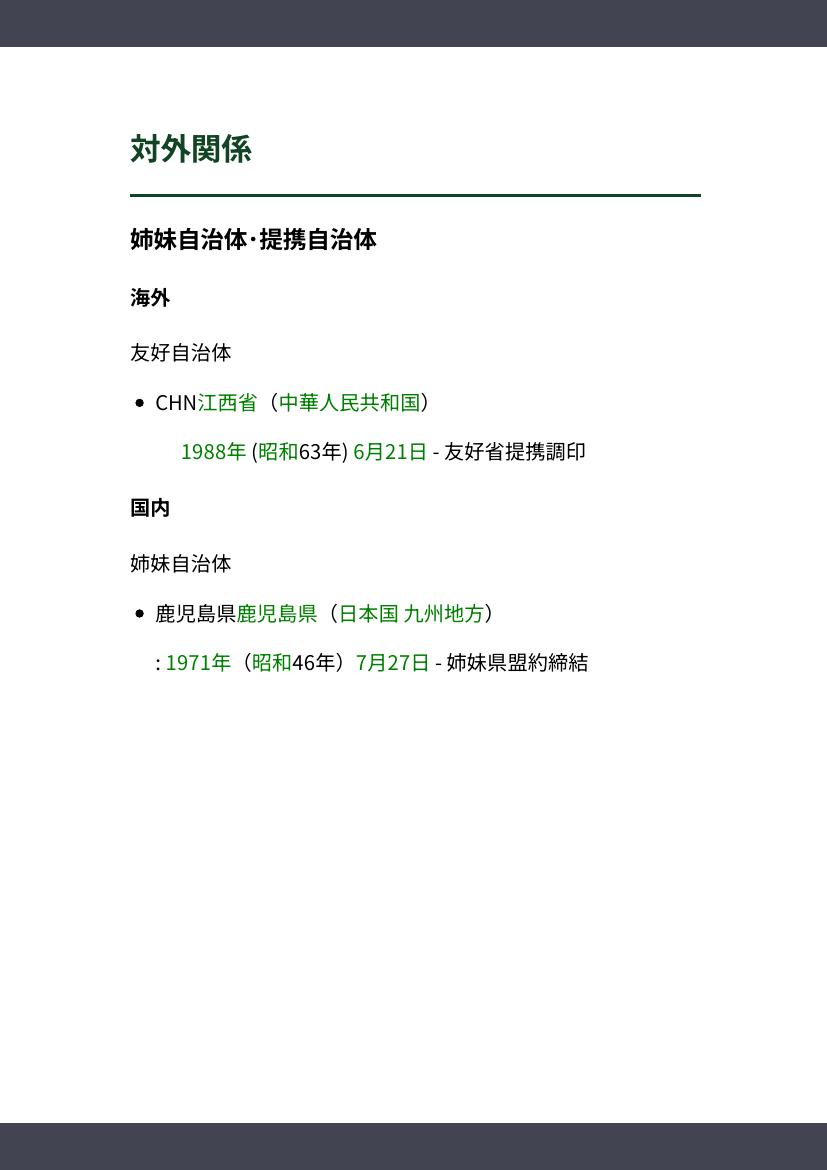 対外関係
姉妹自治体･提携自治体
海外
友好自治体
• CHN江西省（中華人民共和国）
1988年 (昭和63年) 6月21日 - 友好省提携調印
国内
姉妹自治体
• 鹿児島県鹿児島県（日本国 九州地方）
: 1971年（昭和46年）7月27日 - 姉妹県盟約締結